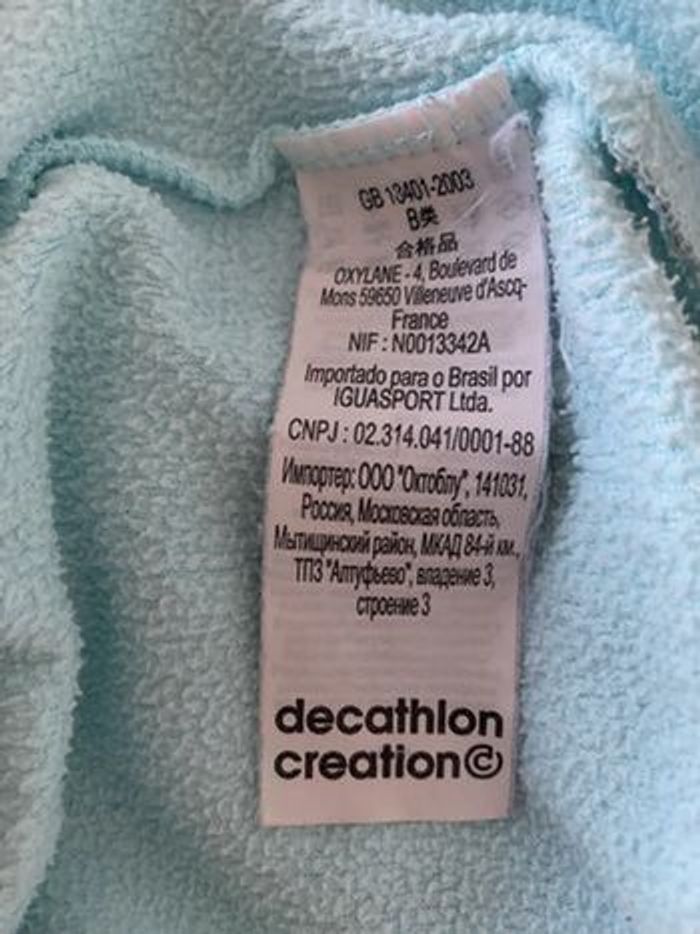 GB 18401-2003
B类
合格品
OXYLANE - 4, Boulevard de
Mons 59650 Villeneuve d'Ascq-
France
NIF : N0013342A
Importado para o Brasil por
IGUASPORT Ltda.
CNPJ : 02.314.041/0001-88
Импортер: ООО "Октоблу", 141031,
Россия, Московская область,
Мытищинский район, МКАД 84-й км.,
ТПЗ "Алтуфьево", владение 3,
строение 3
decathlon
creation©